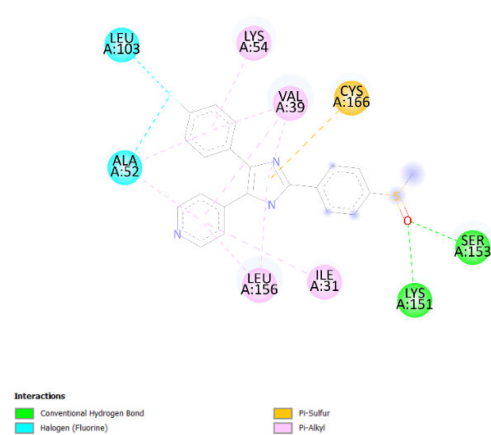 LEU
A:103
LYS
A:54
VAL
A:39
CYS
A:166
ALA
A:52
N
N
N
S
O
SER
A:153
LEU
A:156
ILE
A:31
LYS
A:151
Interactions
Conventional Hydrogen Bond
Pi-Sulfur
Halogen (Fluorine)
Pi-Alkyl